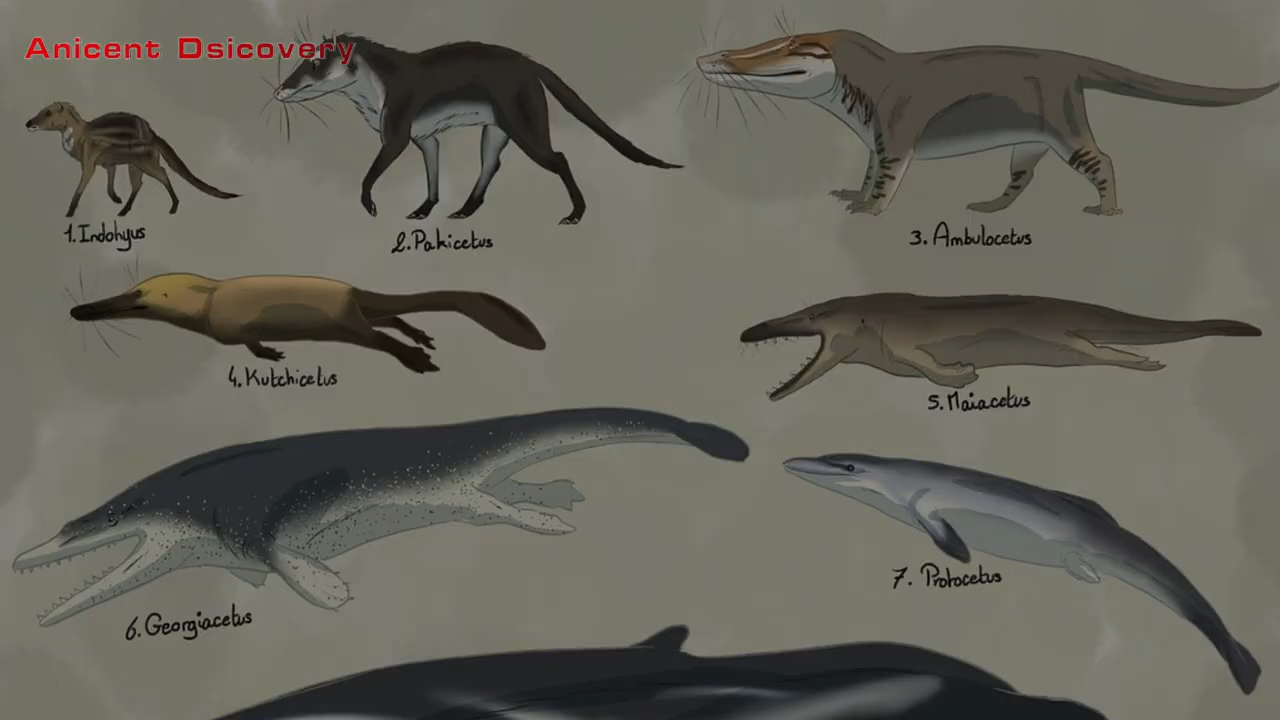 Anicent Dsicovery
1. Indohyus
2. Pakicetus
3. Ambulocetus
4. Kutchicetus
5. Maiacetus
6. Georgiacetus
7. Protocetus